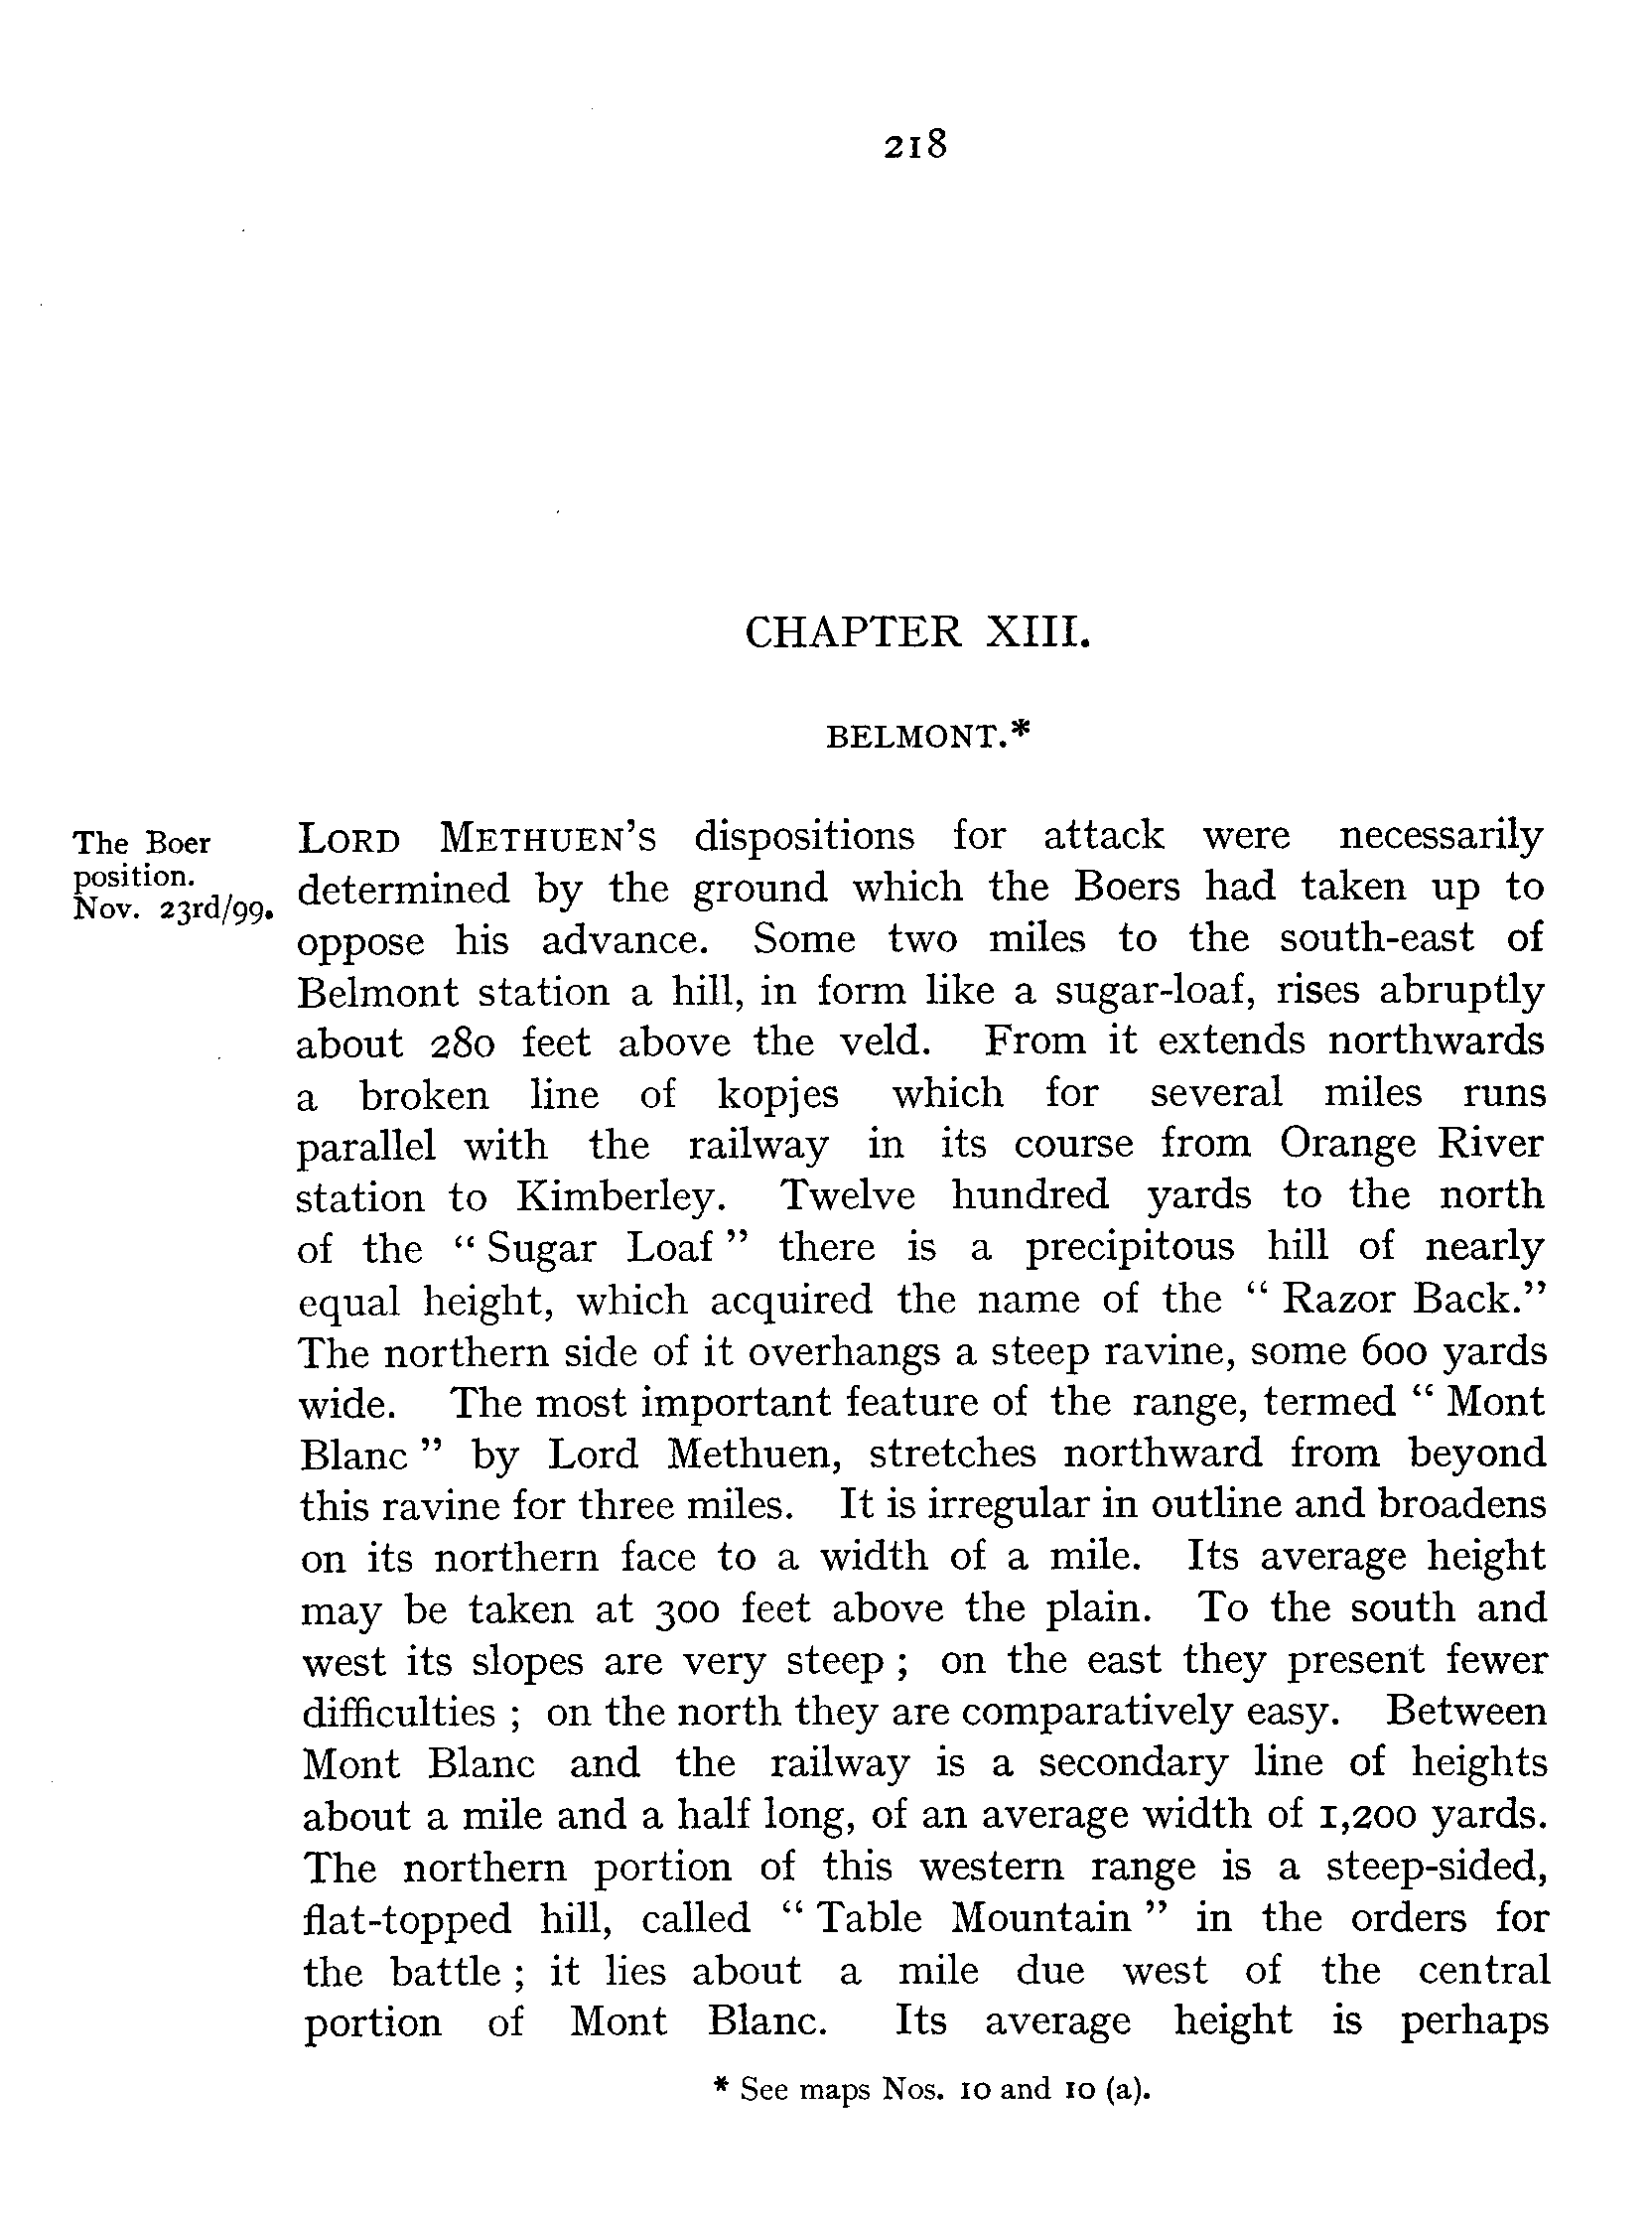 218
CHAPTER XIII.
BELMONT.*
The Boer
position.
Nov. 23rd/99.
LORD METHUEN'S dispositions for attack were necessarily
determined by the ground which the Boers had taken up to
oppose his advance. Some two miles to the south-east of
Belmont station a hill, in form like a sugar-loaf, rises abruptly
about 280 feet above the veld. From it extends northwards
a broken line of kopjes which for several miles runs
parallel with the railway in its course from Orange River
station to Kimberley. Twelve hundred yards to the north
of the “ Sugar Loaf ” there is a precipitous hill of nearly
equal height, which acquired the name of the “ Razor Back.”
The northern side of it overhangs a steep ravine, some 600 yards
wide. The most important feature of the range, termed “ Mont
Blanc ” by Lord Methuen, stretches northward from beyond
this ravine for three miles. It is irregular in outline and broadens
on its northern face to a width of a mile. Its average height
may be taken at 300 feet above the plain. To the south and
west its slopes are very steep ; on the east they present fewer
difficulties ; on the north they are comparatively easy. Between
Mont Blanc and the railway is a secondary line of heights
about a mile and a half long, of an average width of 1,200 yards.
The northern portion of this western range is a steep-sided,
flat-topped hill, called “ Table Mountain ” in the orders for
the battle ; it lies about a mile due west of the central
portion of Mont Blanc. Its average height is perhaps
* See maps Nos. 10 and 10 (a).